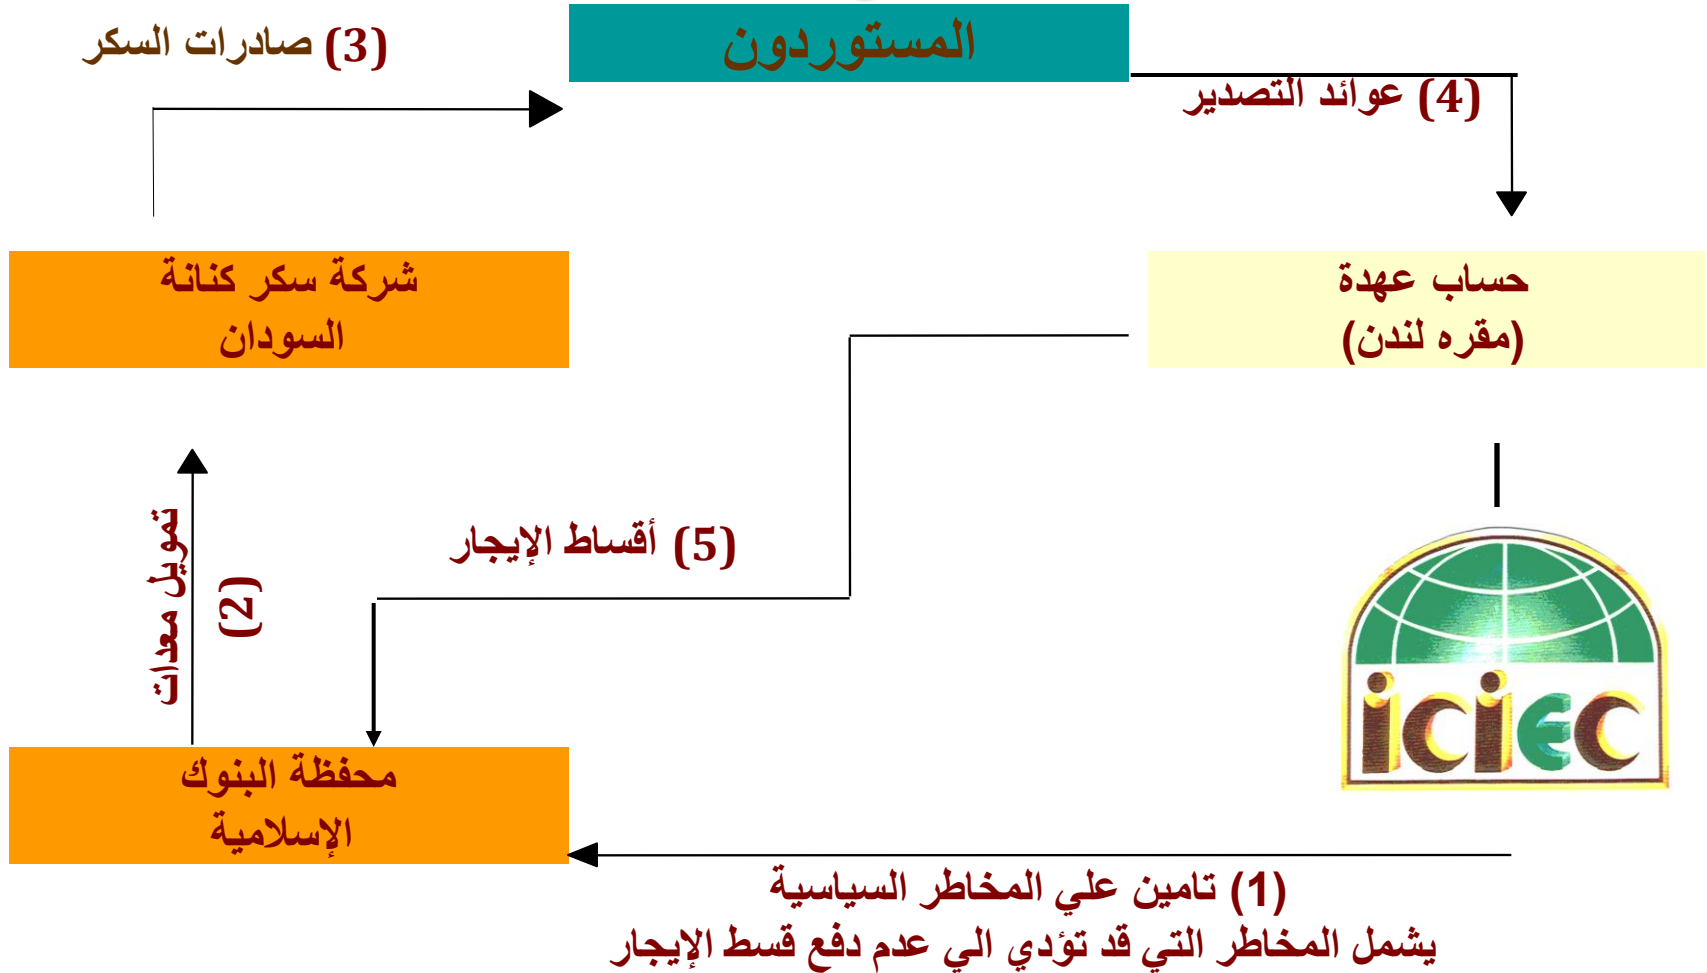 المستوردون
(3) صادرات السكر
(4) عوائد التصدير
شركة سكر كنانة
السودان
حساب عهدة
(مقره لندن)
(5) أقساط الإيجار
تمويل معدات
(2)
iciec
محفظة البنوك
الإسلامية
(1) تامين علي المخاطر السياسية
يشمل المخاطر التي قد تؤدي الي عدم دفع قسط الإيجار